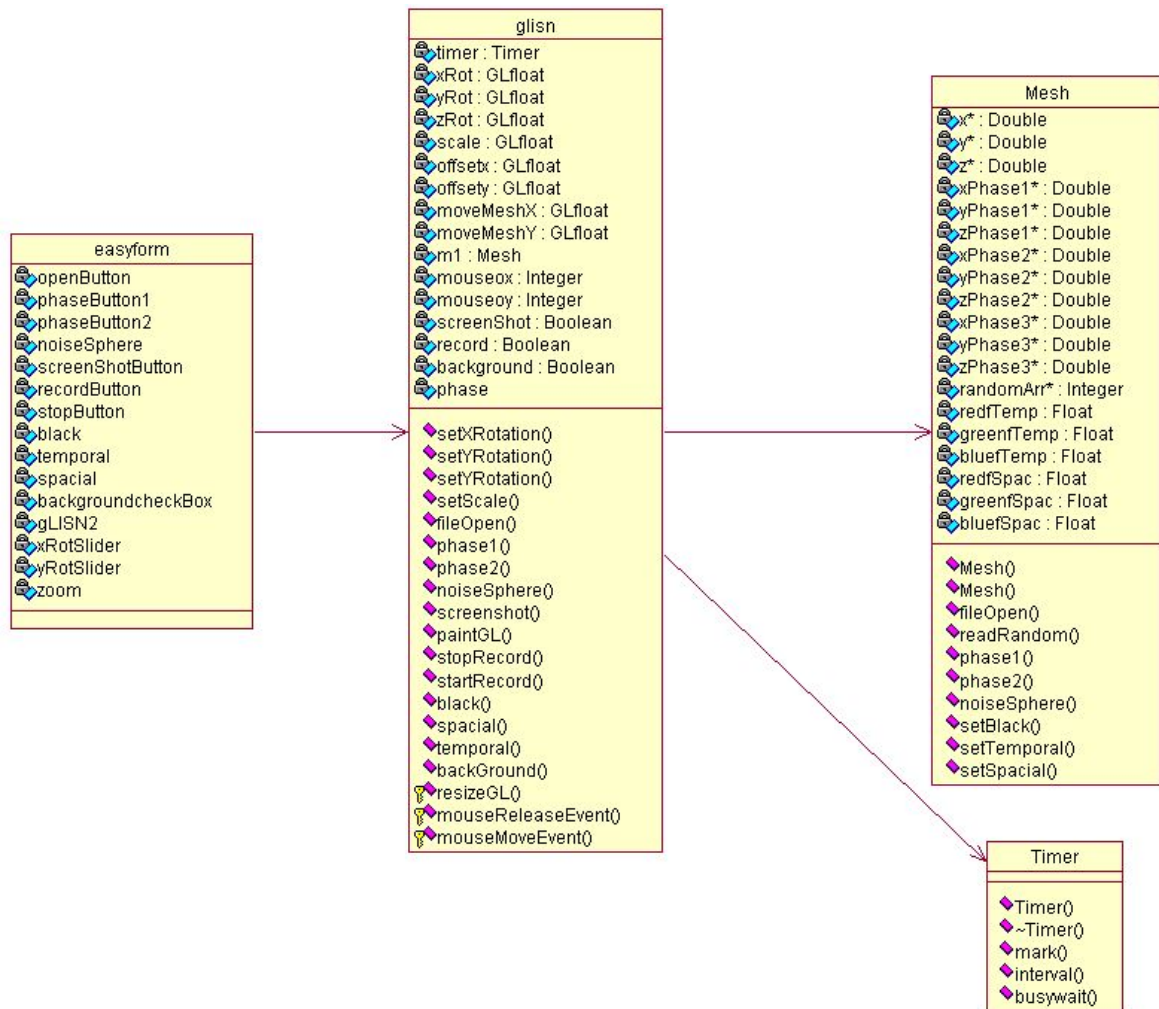 easyform
openButton
phaseButton1
phaseButton2
noiseSphere
screenShotButton
recordButton
stopButton
black
temporal
spacial
backgroundcheckBox
gLISN2
xRotSlider
yRotSlider
zoom
glisn
timer : Timer
xRot : GLfloat
yRot : GLfloat
zRot : GLfloat
scale : GLfloat
offsetx : GLfloat
offsety : GLfloat
moveMeshX : GLfloat
moveMeshY : GLfloat
m1 : Mesh
mouseox : Integer
mouseoy : Integer
screenShot : Boolean
record : Boolean
background : Boolean
phase
setXRotation()
setYRotation()
setYRotation()
setScale()
fileOpen()
phase1()
phase2()
noiseSphere()
screenshot()
paintGL()
stopRecord()
startRecord()
black()
spacial()
temporal()
backGround()
resizeGL()
mouseReleaseEvent()
mouseMoveEvent()
Mesh
x* : Double
y* : Double
z* : Double
xPhase1* : Double
yPhase1* : Double
zPhase1* : Double
xPhase2* : Double
yPhase2* : Double
zPhase2* : Double
xPhase3* : Double
yPhase3* : Double
zPhase3* : Double
randomArr* : Integer
redfTemp : Float
greenfTemp : Float
bluefTemp : Float
redfSpac : Float
greenfSpac : Float
bluefSpac : Float
Mesh()
Mesh()
fileOpen()
readRandom()
phase1()
phase2()
noiseSphere()
setBlack()
setTemporal()
setSpacial()
Timer
Timer()
~Timer()
mark()
interval()
busywait()